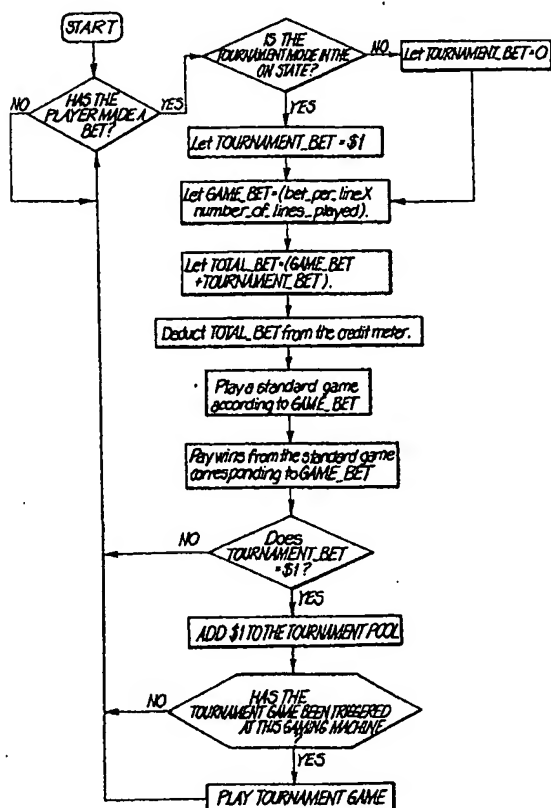 START
IS THE
TOURNAMENT MODE IN THE
ON STATE?
NO
Let TOURNAMENT_BET=0
NO
HAS THE
PLAYER MADE A
BET?
YES
YES
Let TOURNAMENT_BET = $1
Let GAME_BET=(bet_per_line X
number_of_lines_played).
Let TOTAL_BET=(GAME_BET
+TOURNAMENT_BET).
Deduct TOTAL_BET from the credit meter.
Play a standard game
according to GAME_BET
Pay wins from the standard game
corresponding to GAME_BET
NO
Does
TOURNAMENT_BET
=$1?
YES
ADD $1 TO THE TOURNAMENT POOL
NO
HAS THE
TOURNAMENT GAME BEEN TRIGGERED
AT THIS GAMING MACHINE
?
YES
PLAY TOURNAMENT GAME